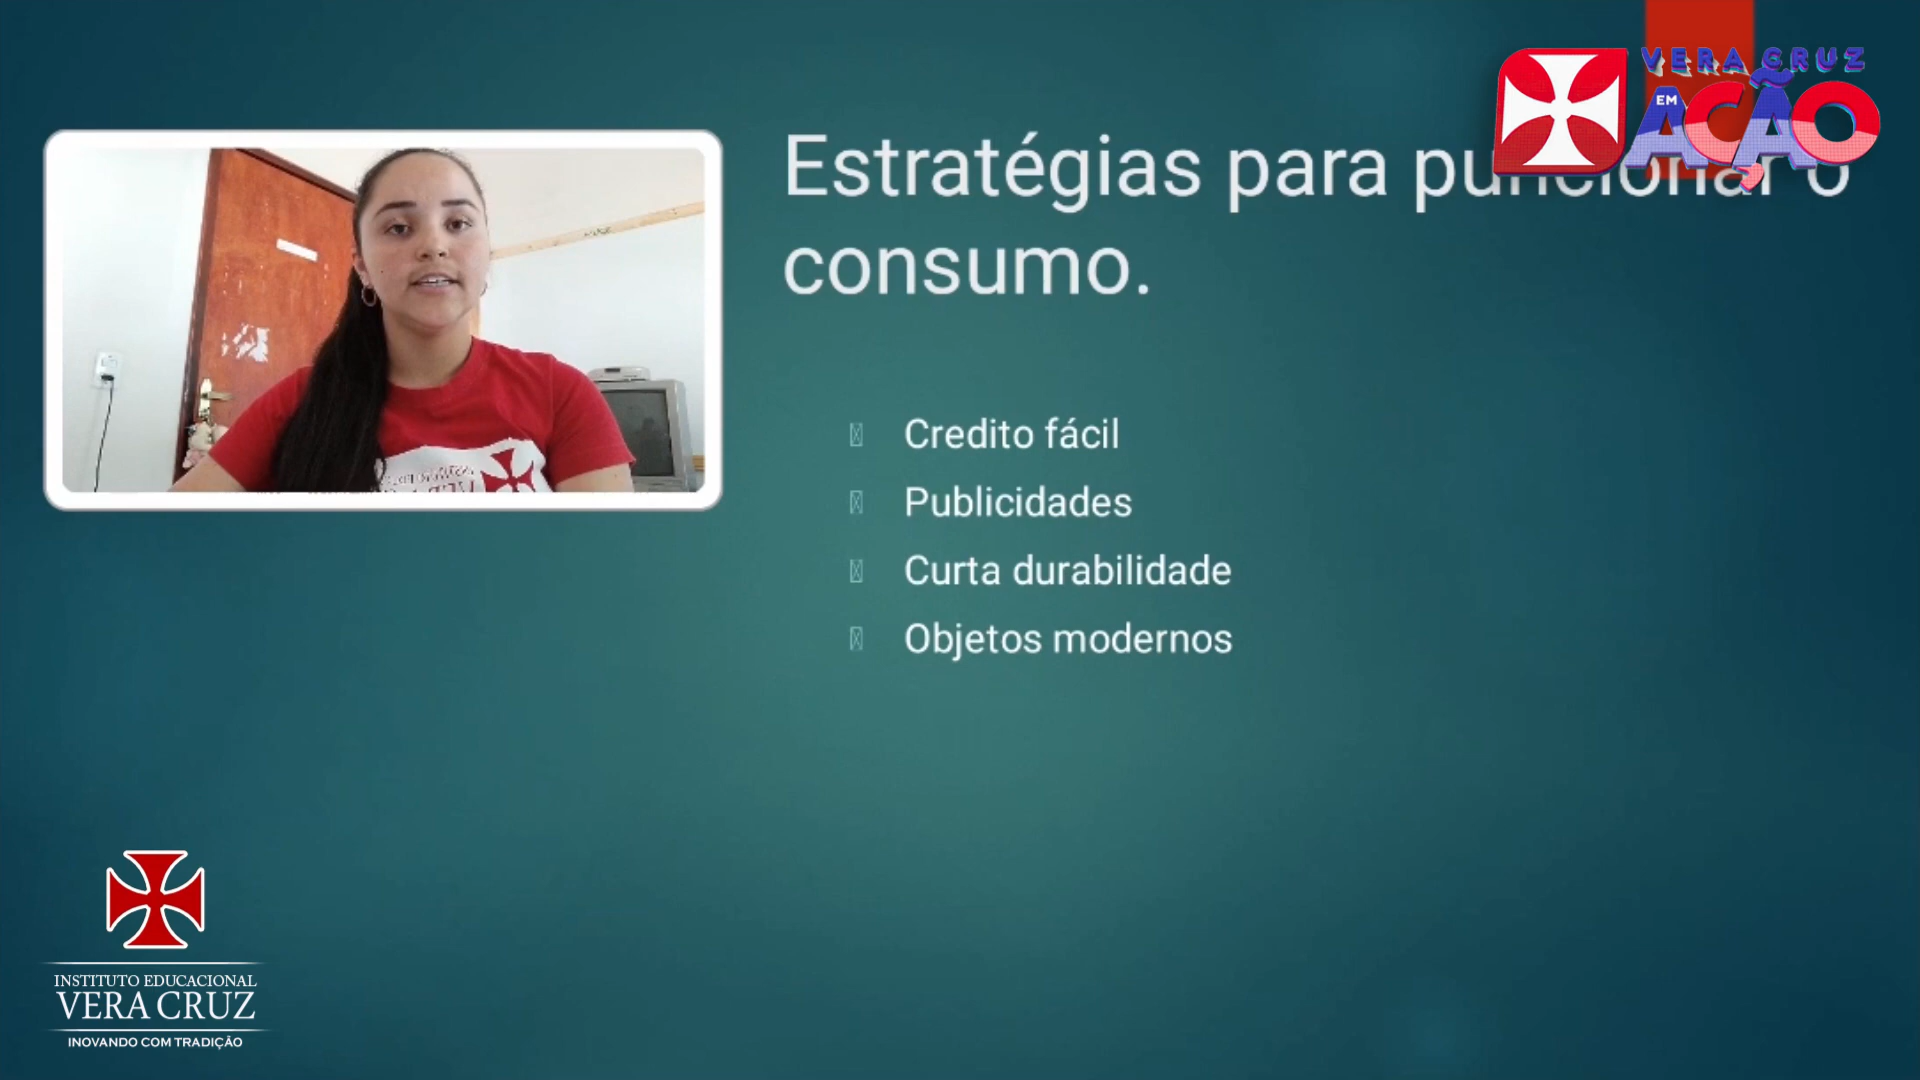 VERA CRUZ
EM
AÇÃO
Estratégias para puncionar o
consumo.
Credito fácil
Publicidades
Curta durabilidade
Objetos modernos
INSTITUTO EDUCACIONAL
VERA CRUZ
INOVANDO COM TRADIÇÃO